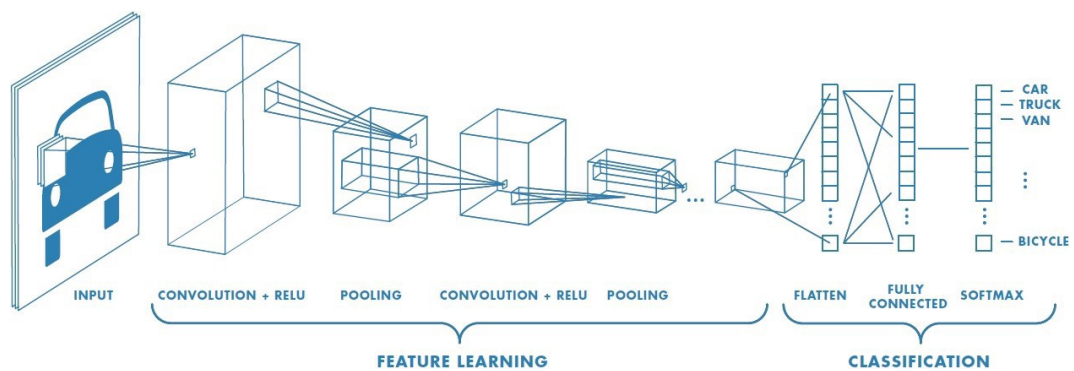 CAR
TRUCK
VAN
BICYCLE
INPUT
CONVOLUTION + RELU
POOLING
CONVOLUTION + RELU
POOLING
FLATTEN
FULLY
CONNECTED
SOFTMAX
FEATURE LEARNING
CLASSIFICATION